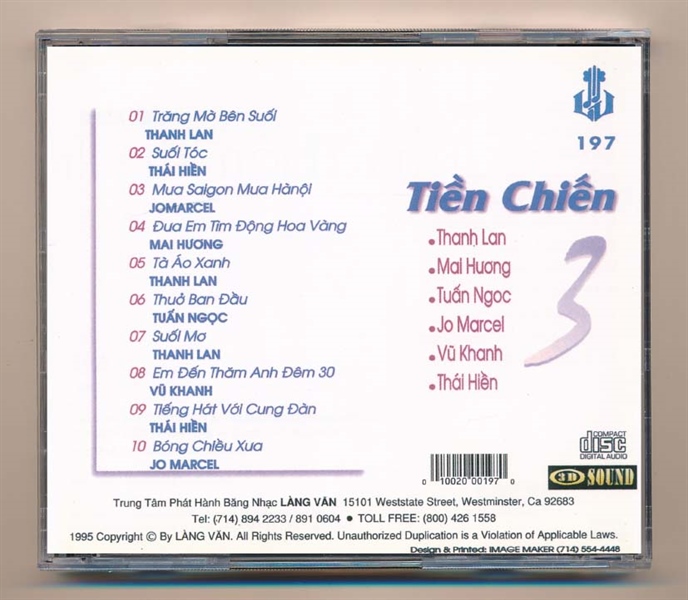 01 Trăng Mờ Bên Suối
THANH LAN
02 Suối Tóc
THÁI HIỀN
03 Mua Saigon Mua Hànội
JOMARCEL
04 Đua Em Tìm Động Hoa Vàng
MAI HƯƠNG
05 Tà Áo Xanh
THANH LAN
06 Thuở Ban Đầu
TUẤN NGỌC
07 Suối Mơ
THANH LAN
08 Em Đến Thăm Anh Đêm 30
VŨ KHANH
09 Tiếng Hát Với Cung Đàn
THÁI HIỀN
10 Bóng Chiều Xưa
JO MARCEL
197
Tiền Chiến
3
Thanh Lan
Mai Hương
Tuấn Ngọc
Jo Marcel
Vũ Khanh
Thái Hiền
0 10020 00197 0
COMPACT
disc
DIGITAL AUDIO
3D SOUND
Trung Tâm Phát Hành Băng Nhạc LÀNG VĂN 15101 Weststate Street, Westminster, Ca 92683
Tel: (714) 894 2233 / 891 0604 ● TOLL FREE: (800) 426 1558
1995 Copyright © By LÀNG VĂN. All Rights Reserved. Unauthorized Duplication is a Violation of Applicable Laws.
Design & Printed: IMAGE MAKER (714) 554-4448